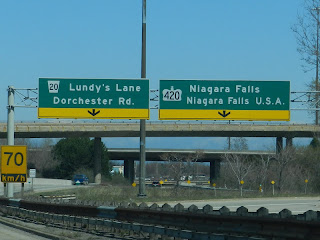 20 Lundy's Lane
Dorchester Rd.
420 Niagara Falls
Niagara Falls U.S.A.
70
km/h